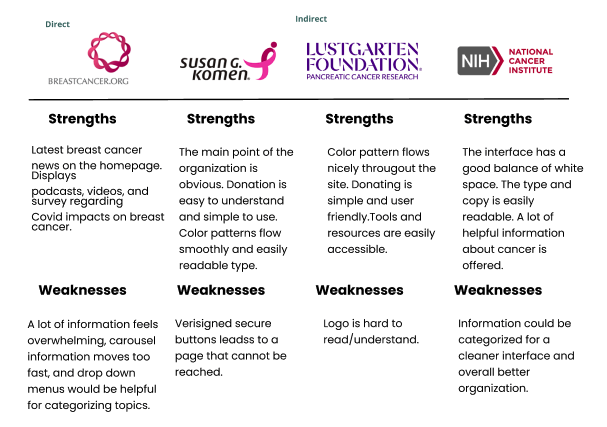 Direct
Indirect
BREASTCANCER.ORG
susan g.
komen®
LUSTGARTEN
FOUNDATION®
PANCREATIC CANCER RESEARCH
NIH
NATIONAL
CANCER
INSTITUTE
Strengths
Latest breast cancer
news on the homepage.
Displays
podcasts, videos, and
survey regarding
Covid impacts on breast
cancer.
Strengths
The main point of the
organization is
obvious. Donation is
easy to understand
and simple to use.
Color patterns flow
smoothly and easily
readable type.
Strengths
Color pattern flows
nicely througout the
site. Donating is
simple and user
friendly.Tools and
resources are easily
accessible.
Strengths
The interface has a
good balance of white
space. The type and
copy is easily
readable. A lot of
helpful information
about cancer is
offered.
Weaknesses
A lot of information feels
overwhelming, carousel
information moves too
fast, and drop down
menus would be helpful
for categorizing topics.
Weaknesses
Verisigned secure
buttons leadss to a
page that cannot be
reached.
Weaknesses
Logo is hard to
read/understand.
Weaknesses
Information could be
categorized for a
cleaner interface and
overall better
organization.